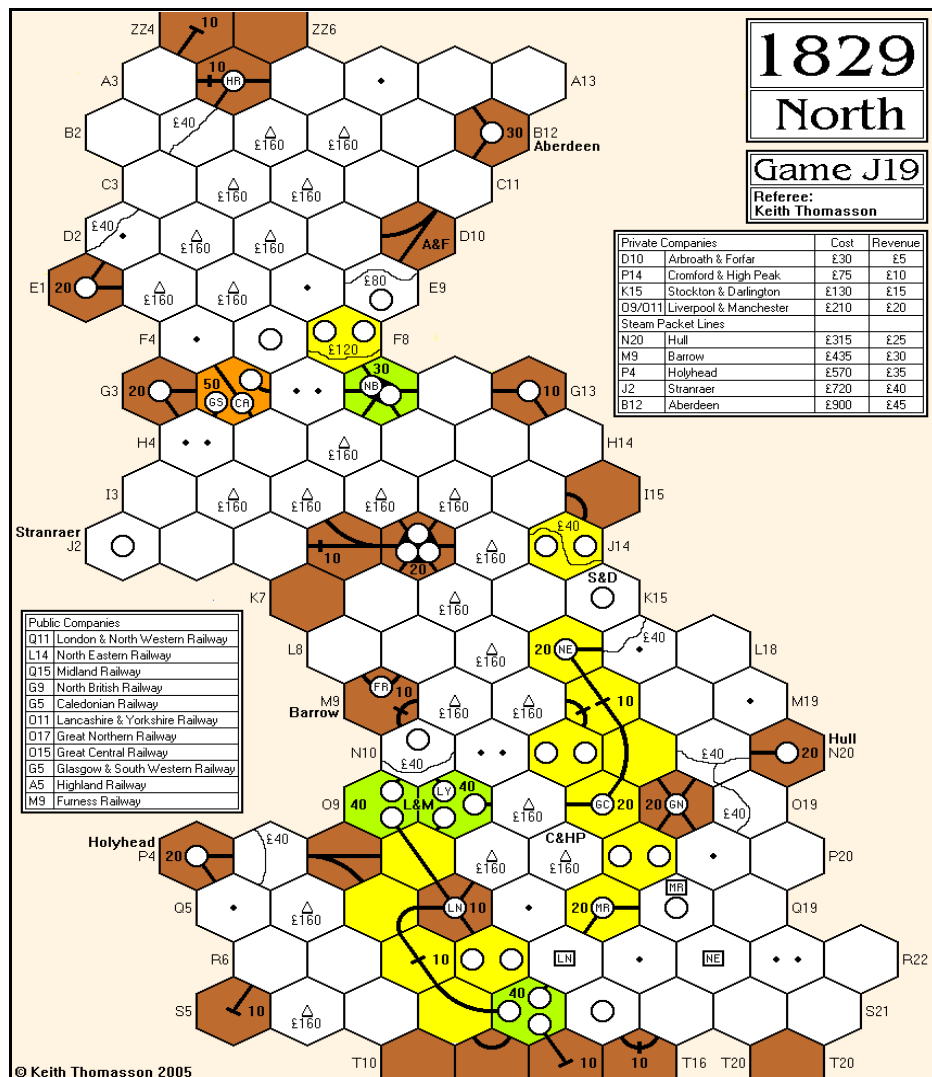 1829
North
Game J19
Referee:
Keith Thomasson
Private Companies Cost Revenue
D10 Arbroath & Forfar £30 £5
P14 Cromford & High Peak £75 £10
K15 Stockton & Darlington £130 £15
O9/O11 Liverpool & Manchester £210 £20
Steam Packet Lines
N20 Hull £315 £25
M9 Barrow £435 £30
P4 Holyhead £570 £35
J2 Stranraer £720 £40
B12 Aberdeen £900 £45
ZZ4 10 ZZ6
A3 10 HR A13
B2 £40 £160 £160 30 B12
Aberdeen
C3 £160 £160 C11
D2 £40 £160 £160 A&F D10
E1 20 £160 £160 £80 E9
F4 £120 F8
G3 20 50 GS CA 30 NB 10 G13
H4 £160 H14
I3 £160 £160 £160 £160 I15
Stranraer
J2 10 20 £160 £40 J14
K7 £160 S&D K15
L8 £160 20 NE £40 L18
M9 FR 10 £160 £160 10 M19
Barrow
N10 £40 £40 20 Hull
N20
O9 40 L&M LY 40 £160 GC 20 20 GN £40 O19
Holyhead
P4 20 £40 £160 C&HP £160 P20
Q5 £160 LN 10 20 MR MR Q19
R6 10 LN NE R22
S5 10 £160 40 S21
T10 10 10 T16 T20 T20
Public Companies
Q11 London & North Western Railway
L14 North Eastern Railway
Q15 Midland Railway
G9 North British Railway
G5 Caledonian Railway
O11 Lancashire & Yorkshire Railway
O17 Great Northern Railway
O15 Great Central Railway
G5 Glasgow & South Western Railway
A5 Highland Railway
M9 Furness Railway
© Keith Thomasson 2005